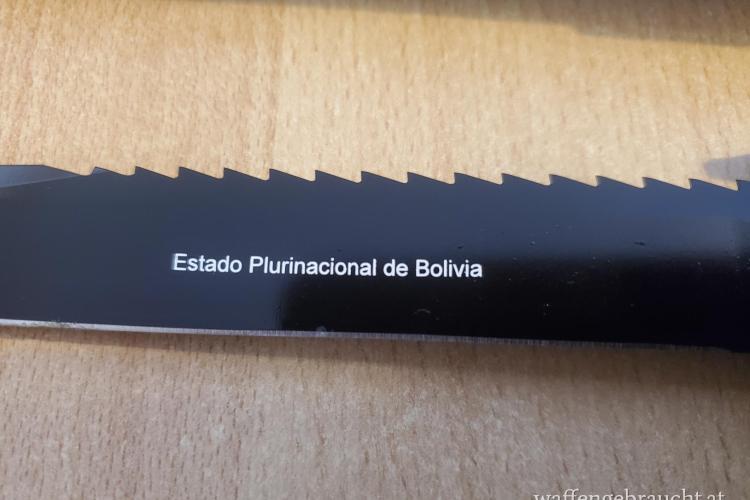 Estado Plurinacional de Bolivia
waffengebraucht.at